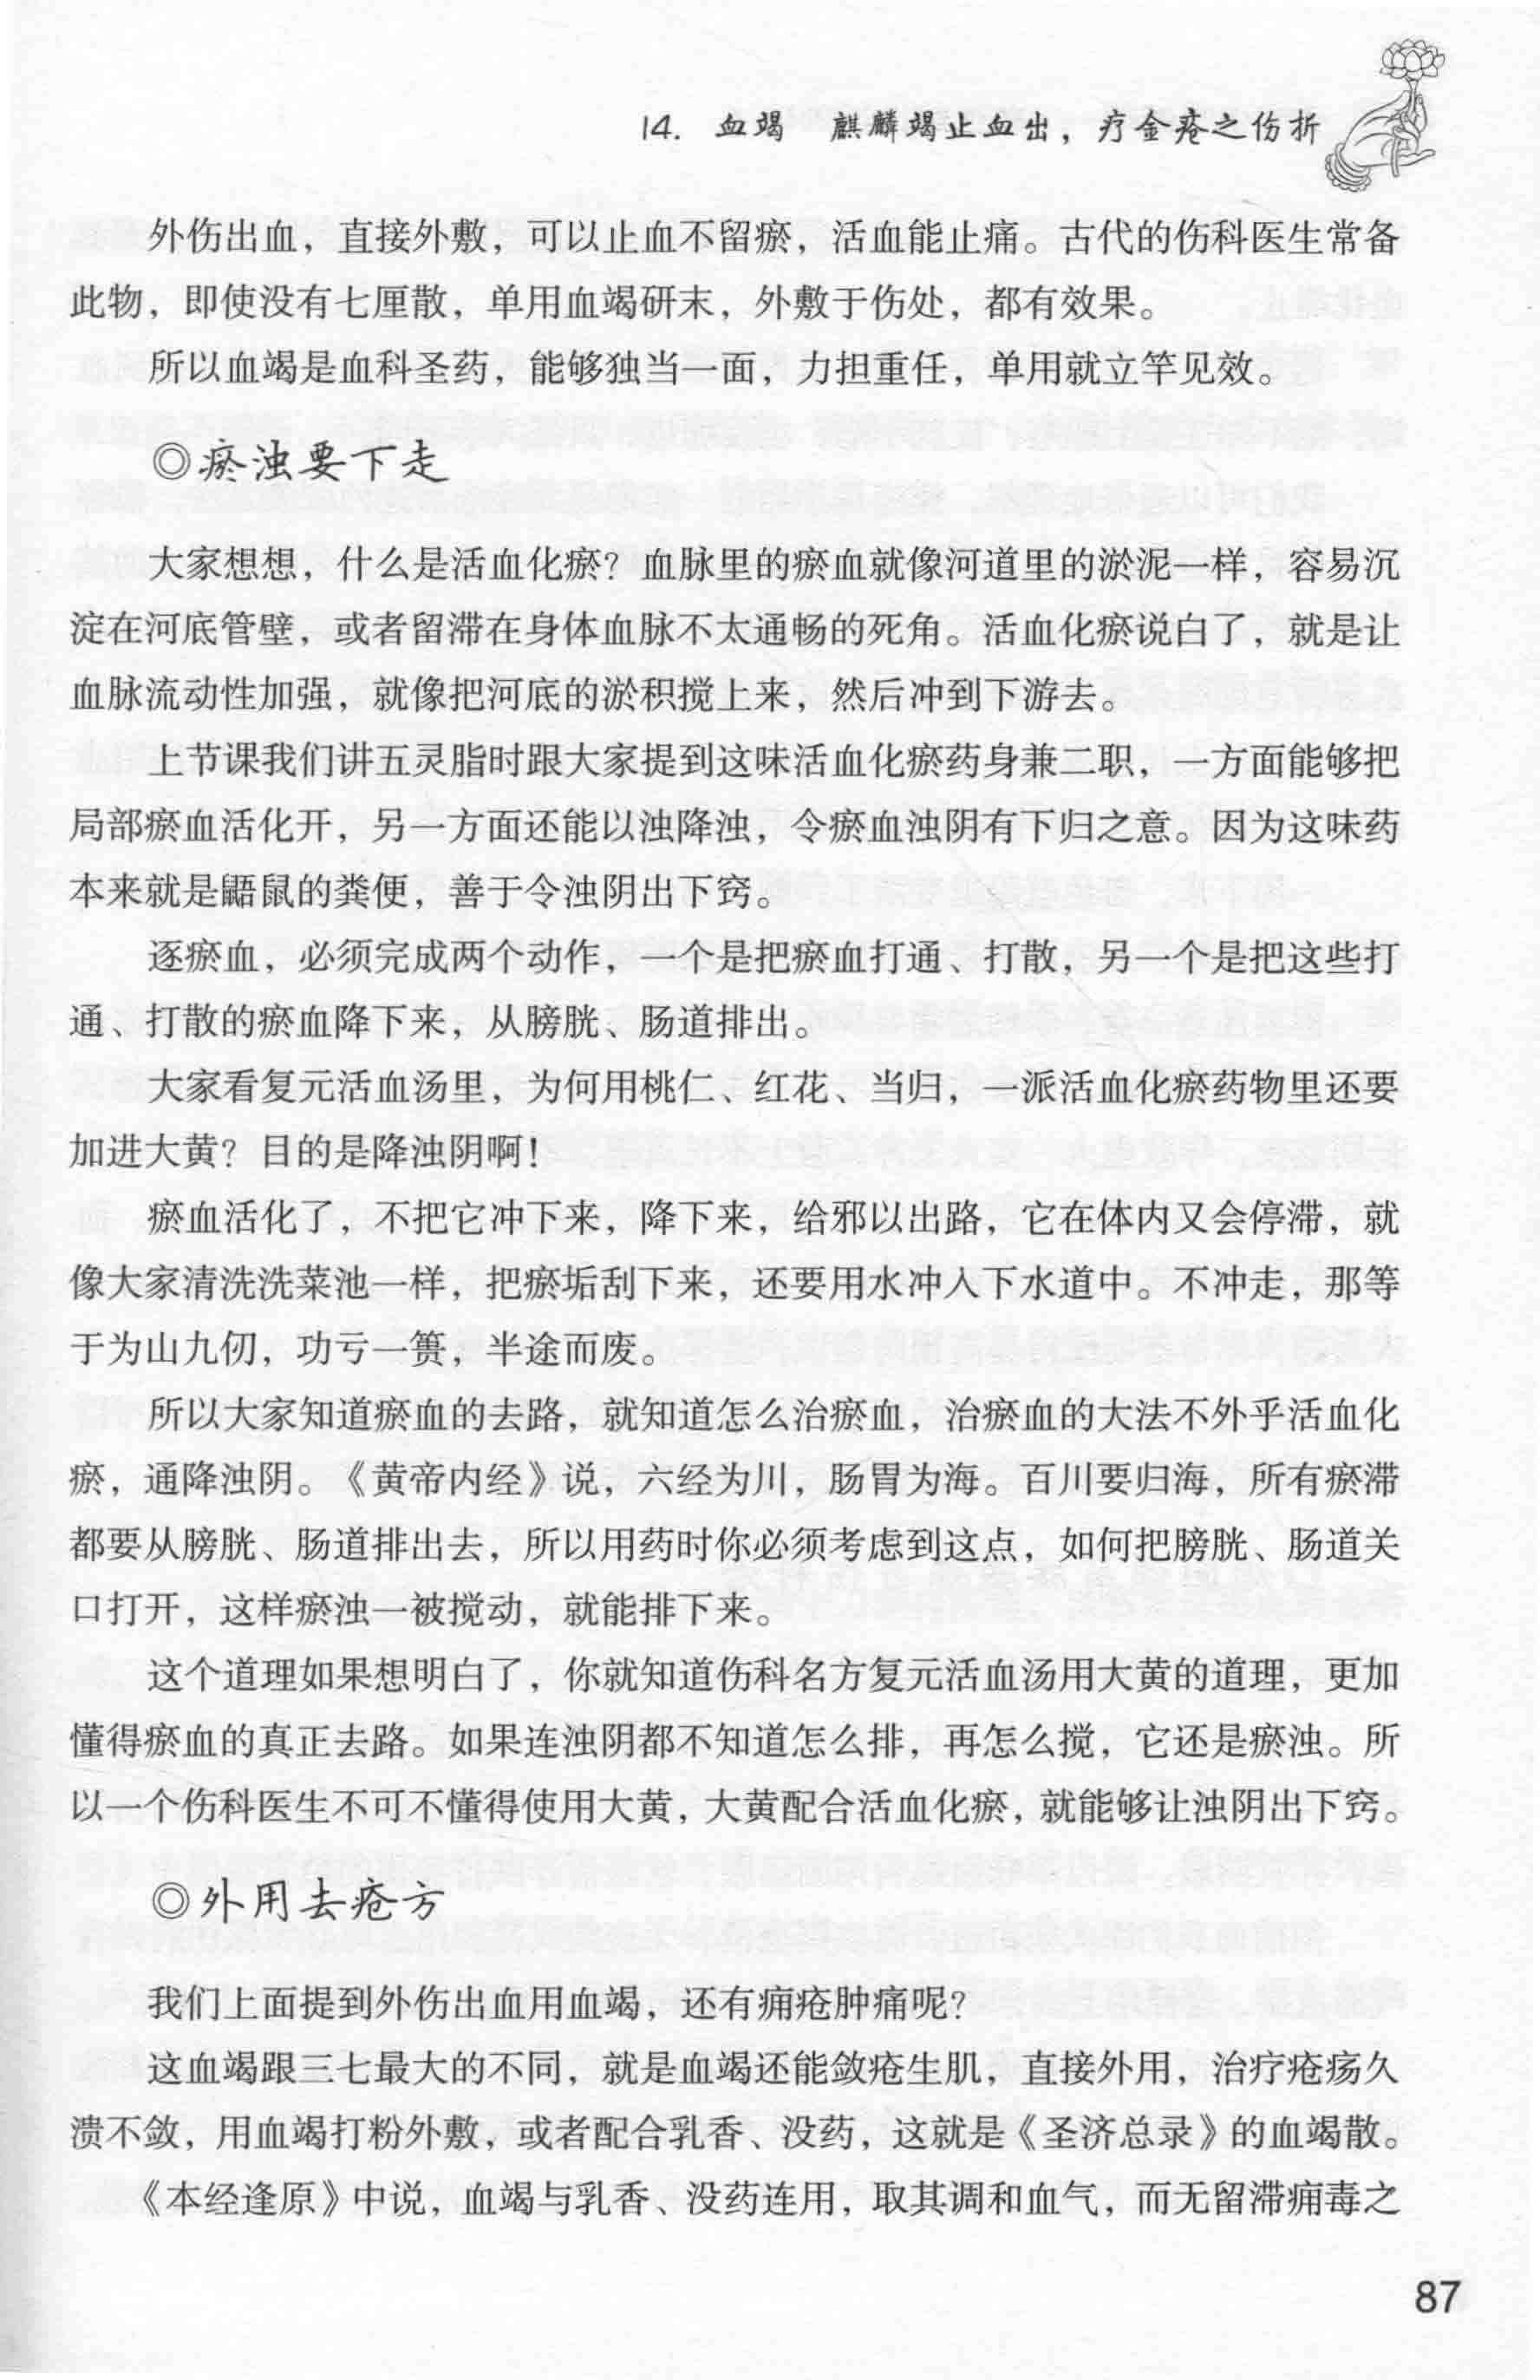 14. 血竭 麒麟竭止血出，疗金疮之伤折
外伤出血，直接外敷，可以止血不留瘀，活血能止痛。古代的伤科医生常备
此物，即使没有七厘散，单用血竭研末，外敷于伤处，都有效果。
所以血竭是血科圣药，能够独当一面，力担重任，单用就立竿见效。
◎瘀浊要下走
大家想想，什么是活血化瘀？血脉里的瘀血就像河道里的淤泥一样，容易沉
淀在河底管壁，或者留滞在身体血脉不太通畅的死角。活血化瘀说白了，就是让
血脉流动性加强，就像把河底的淤积搅上来，然后冲到下游去。
上节课我们讲五灵脂时跟大家提到这味活血化瘀药身兼二职，一方面能够把
局部瘀血活化开，另一方面还能以浊降浊，令瘀血浊阴有下归之意。因为这味药
本来就是鼯鼠的粪便，善于令浊阴出下窍。
逐瘀血，必须完成两个动作，一个是把瘀血打通、打散，另一个是把这些打
通、打散的瘀血降下来，从膀胱、肠道排出。
大家看复元活血汤里，为何用桃仁、红花、当归，一派活血化瘀药物里还要
加进大黄？目的是降浊阴啊！
瘀血活化了，不把它冲下来，降下来，给邪以出路，它在体内又会停滞，就
像大家清洗洗菜池一样，把瘀垢刮下来，还要用水冲入下水道中。不冲走，那等
于为山九仞，功亏一篑，半途而废。
所以大家知道瘀血的去路，就知道怎么治瘀血，治瘀血的大法不外乎活血化
瘀，通降浊阴。《黄帝内经》说，六经为川，肠胃为海。百川要归海，所有瘀滞
都要从膀胱、肠道排出去，所以用药时你必须考虑到这点，如何把膀胱、肠道关
口打开，这样瘀浊一被搅动，就能排下来。
这个道理如果想明白了，你就知道伤科名方复元活血汤用大黄的道理，更加
懂得瘀血的真正去路。如果连浊阴都不知道怎么排，再怎么搅，它还是瘀浊。所
以一个伤科医生不可不懂得使用大黄，大黄配合活血化瘀，就能够让浊阴出下窍。
◎外用去疮方
我们上面提到外伤出血用血竭，还有痈疮肿痛呢？
这血竭跟三七最大的不同，就是血竭还能敛疮生肌，直接外用，治疗疮疡久
溃不敛，用血竭打粉外敷，或者配合乳香、没药，这就是《圣济总录》的血竭散。
《本经逢原》中说，血竭与乳香、没药连用，取其调和血气，而无留滞痈毒之
87